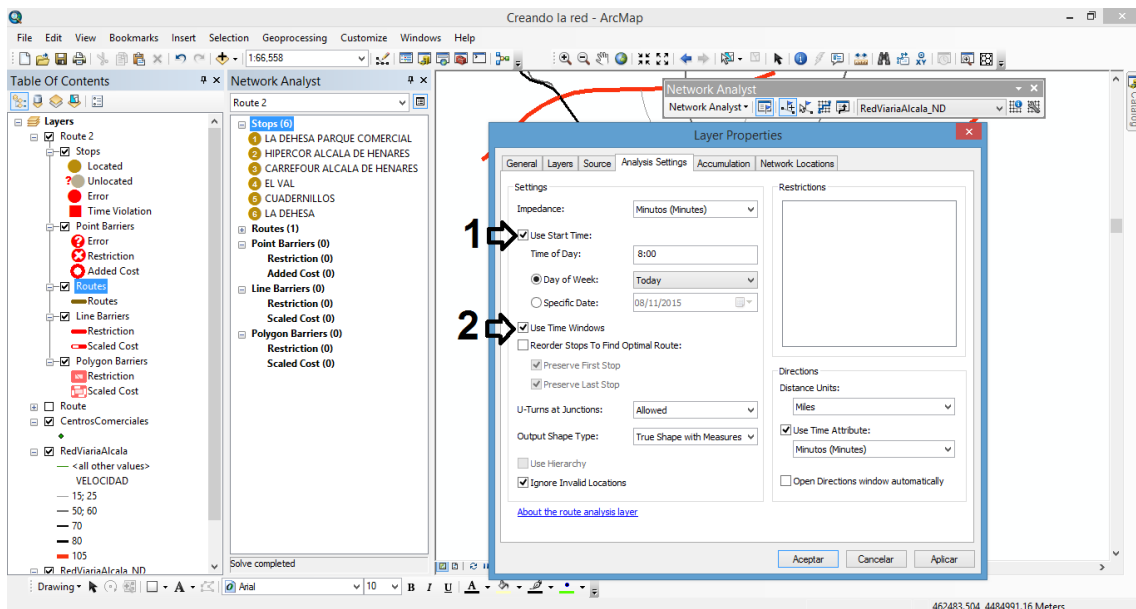 Creando la red - ArcMap
File Edit View Bookmarks Insert Selection Geoprocessing Customize Windows Help
1:66,558
Table Of Contents
Layers
Route 2
Stops
Located
? Unlocated
Error
Time Violation
Point Barriers
Error
Restriction
Added Cost
Routes
Routes
Line Barriers
Restriction
Scaled Cost
Polygon Barriers
Restriction
Scaled Cost
Route
CentrosComerciales
RedViariaAlcala
<all other values>
VELOCIDAD
15; 25
50; 60
70
80
105
RedViariaAlcala_ND
Network Analyst
Route 2
Stops (6)
1 LA DEHESA PARQUE COMERCIAL
2 HIPERCOR ALCALA DE HENARES
3 CARREFOUR ALCALA DE HENARES
4 EL VAL
5 CUADERNILLOS
6 LA DEHESA
Routes (1)
Point Barriers (0)
Restriction (0)
Added Cost (0)
Line Barriers (0)
Restriction (0)
Scaled Cost (0)
Polygon Barriers (0)
Restriction (0)
Scaled Cost (0)
Solve completed
Network Analyst
Network Analyst RedViariaAlcala_ND
Catalog
Layer Properties
General Layers Source Analysis Settings Accumulation Network Locations
Settings
Impedance: Minutos (Minutes)
1 Use Start Time:
Time of Day: 8:00
Day of Week: Today
Specific Date: 08/11/2015
2 Use Time Windows
Reorder Stops To Find Optimal Route:
Preserve First Stop
Preserve Last Stop
U-Turns at Junctions: Allowed
Output Shape Type: True Shape with Measures
Use Hierarchy
Ignore Invalid Locations
About the route analysis layer
Restrictions
Directions
Distance Units:
Miles
Use Time Attribute:
Minutos (Minutes)
Open Directions window automatically
Aceptar Cancelar Aplicar
Drawing A Arial 10 B I U A
462483,504 4484991,16 Meters